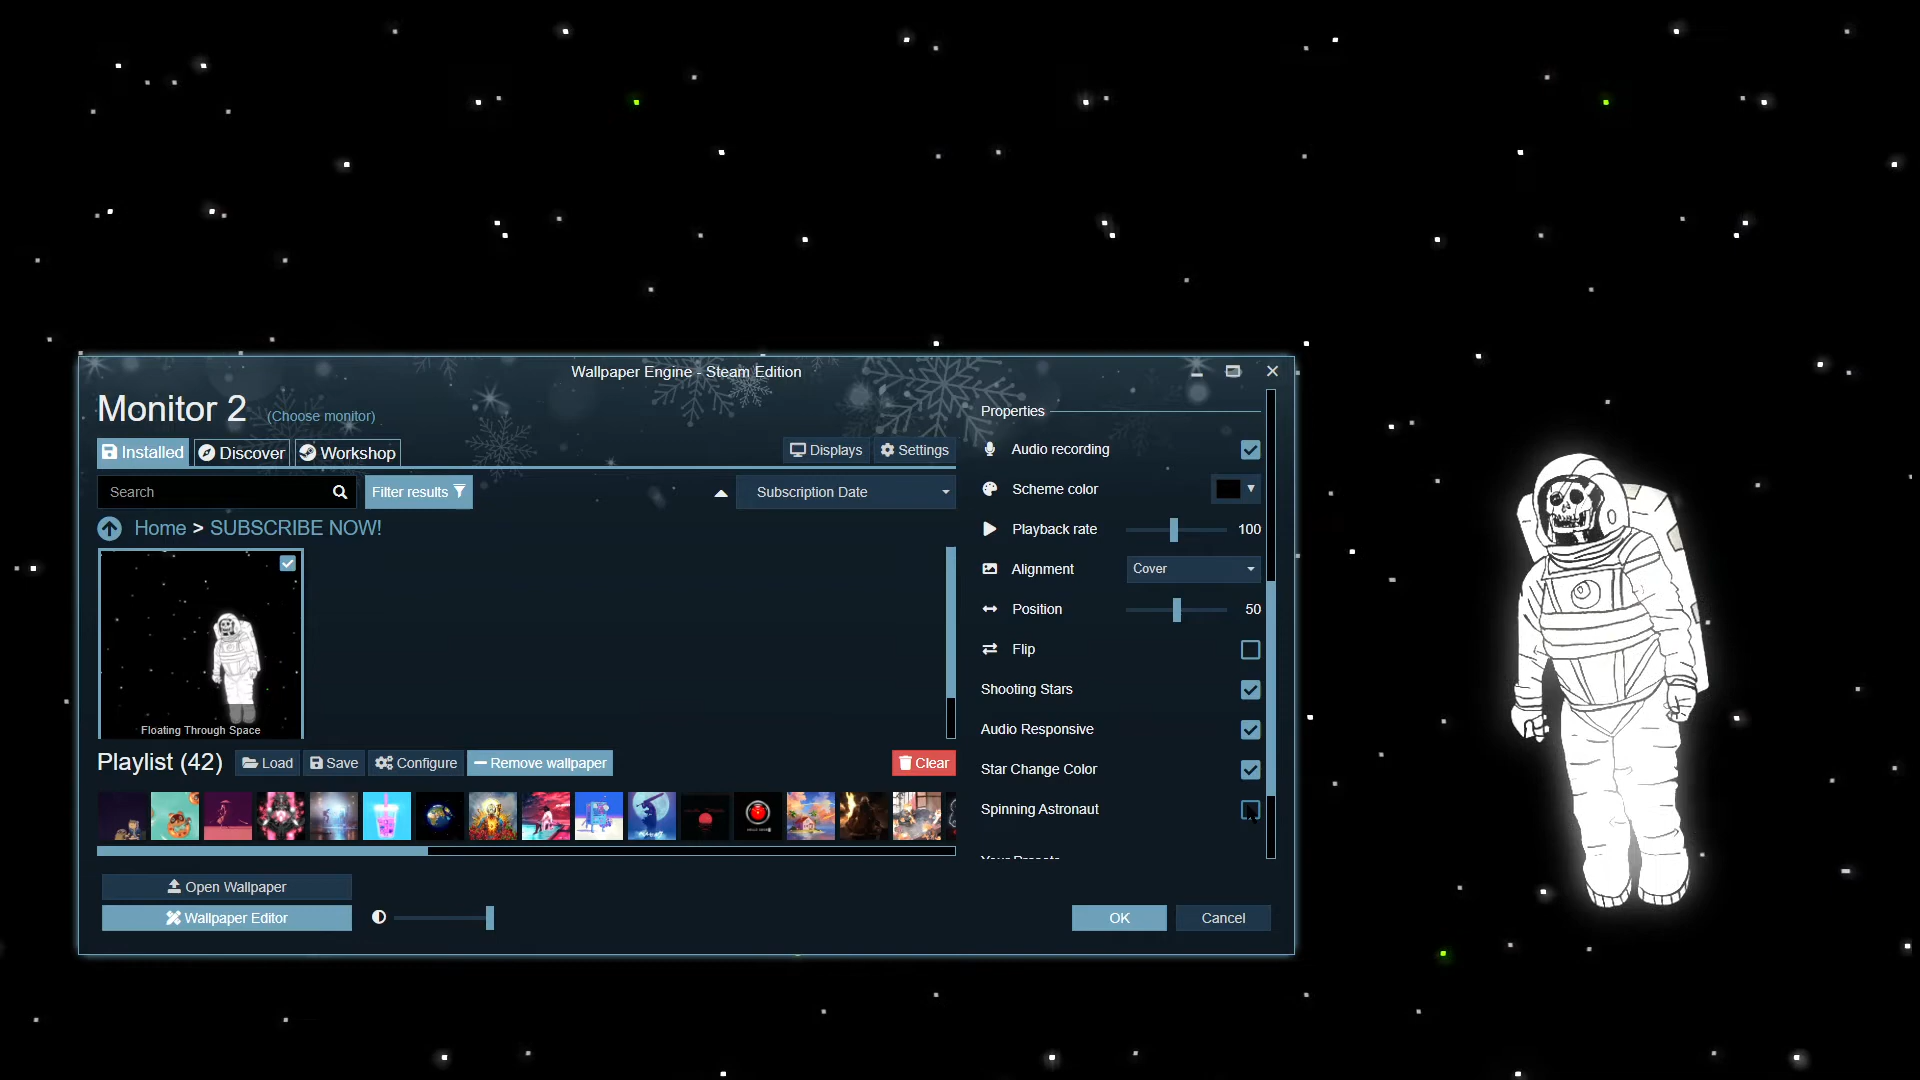 Wallpaper Engine - Steam Edition
Monitor 2 (Choose monitor)
Installed Discover Workshop
Displays Settings
Search
Filter results
Subscription Date
Home > SUBSCRIBE NOW!
Floating Through Space
Playlist (42) Load Save Configure Remove wallpaper Clear
Open Wallpaper
Wallpaper Editor
Properties
Audio recording
Scheme color
Playback rate 100
Alignment Cover
Position 50
Flip
Shooting Stars
Audio Responsive
Star Change Color
Spinning Astronaut
OK Cancel